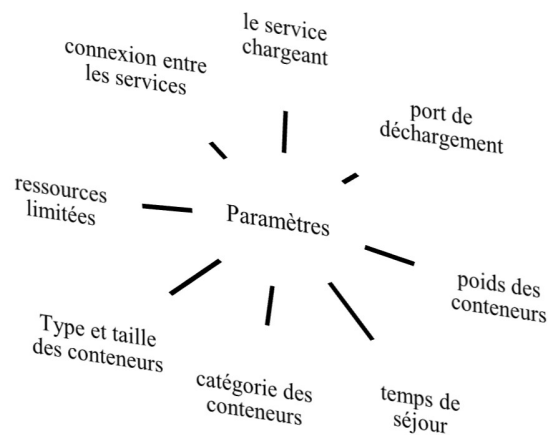 le service
chargeant
connexion entre
les services
port de
déchargement
ressources
limitées
Paramètres
poids des
conteneurs
Type et taille
des conteneurs
catégorie des
conteneurs
temps de
séjour